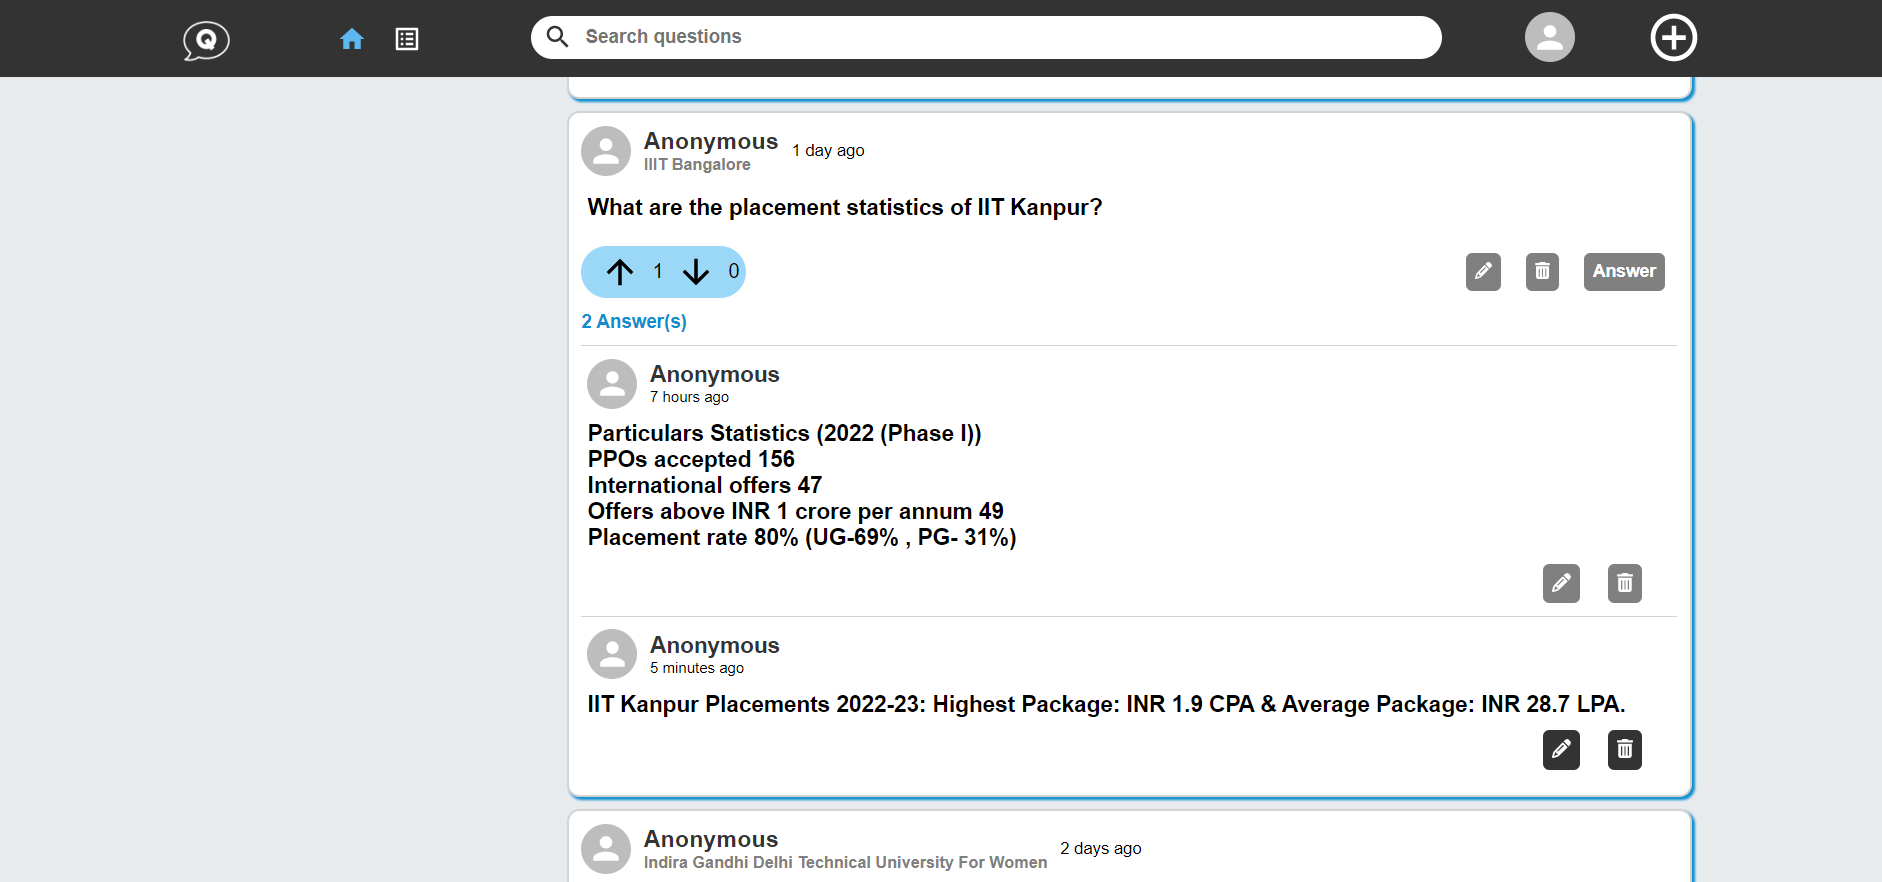 Q
Search questions
Anonymous
1 day ago
IIIT Bangalore
What are the placement statistics of IIT Kanpur?
1
0
Answer
2 Answer(s)
Anonymous
7 hours ago
Particulars Statistics (2022 (Phase I))
PPOs accepted 156
International offers 47
Offers above INR 1 crore per annum 49
Placement rate 80% (UG-69% , PG- 31%)
Anonymous
5 minutes ago
IIT Kanpur Placements 2022-23: Highest Package: INR 1.9 CPA & Average Package: INR 28.7 LPA.
Anonymous
2 days ago
Indira Gandhi Delhi Technical University For Women